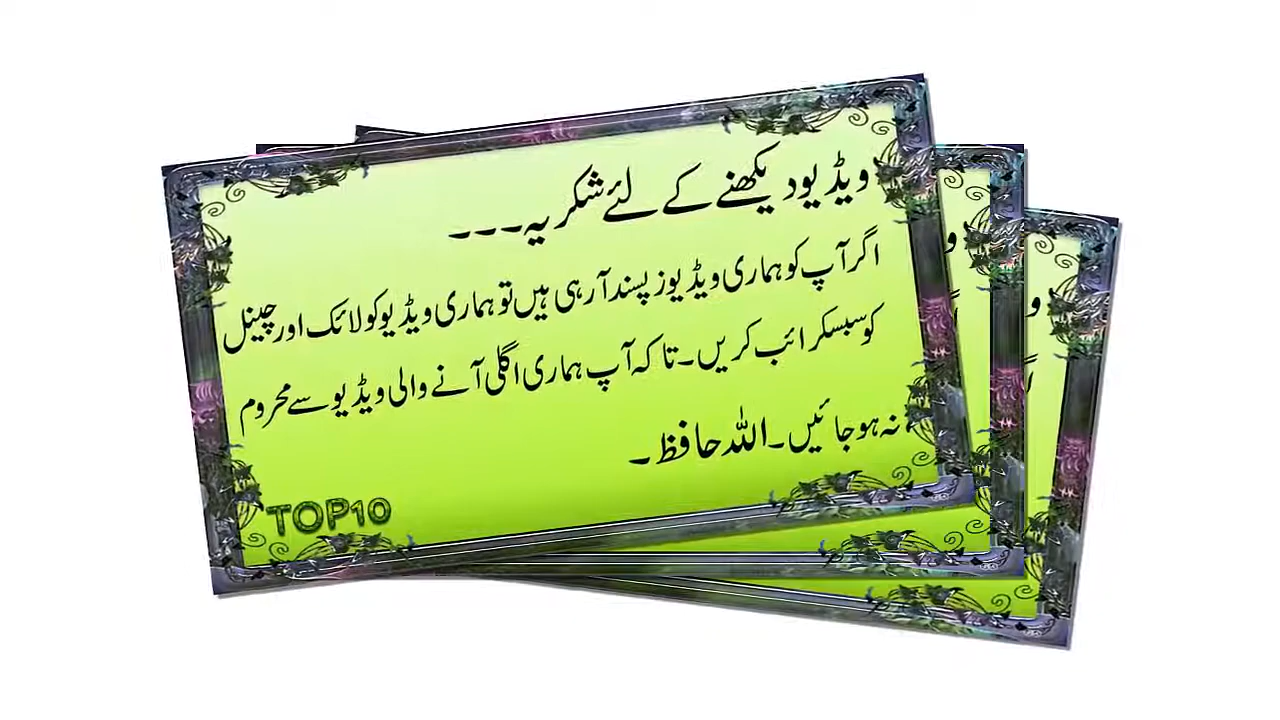 ویڈیو دیکھنے کے لئے شکریہ۔۔۔
اگر آپ کو ہماری ویڈیوز پسند آرہی ہیں تو ہماری ویڈیو کو لائک اور چینل
کو سبسکرائب کریں۔ تاکہ آپ ہماری اگلی آنے والی ویڈیو سے محروم
نہ ہو جائیں۔ اللہ حافظ۔
TOP10